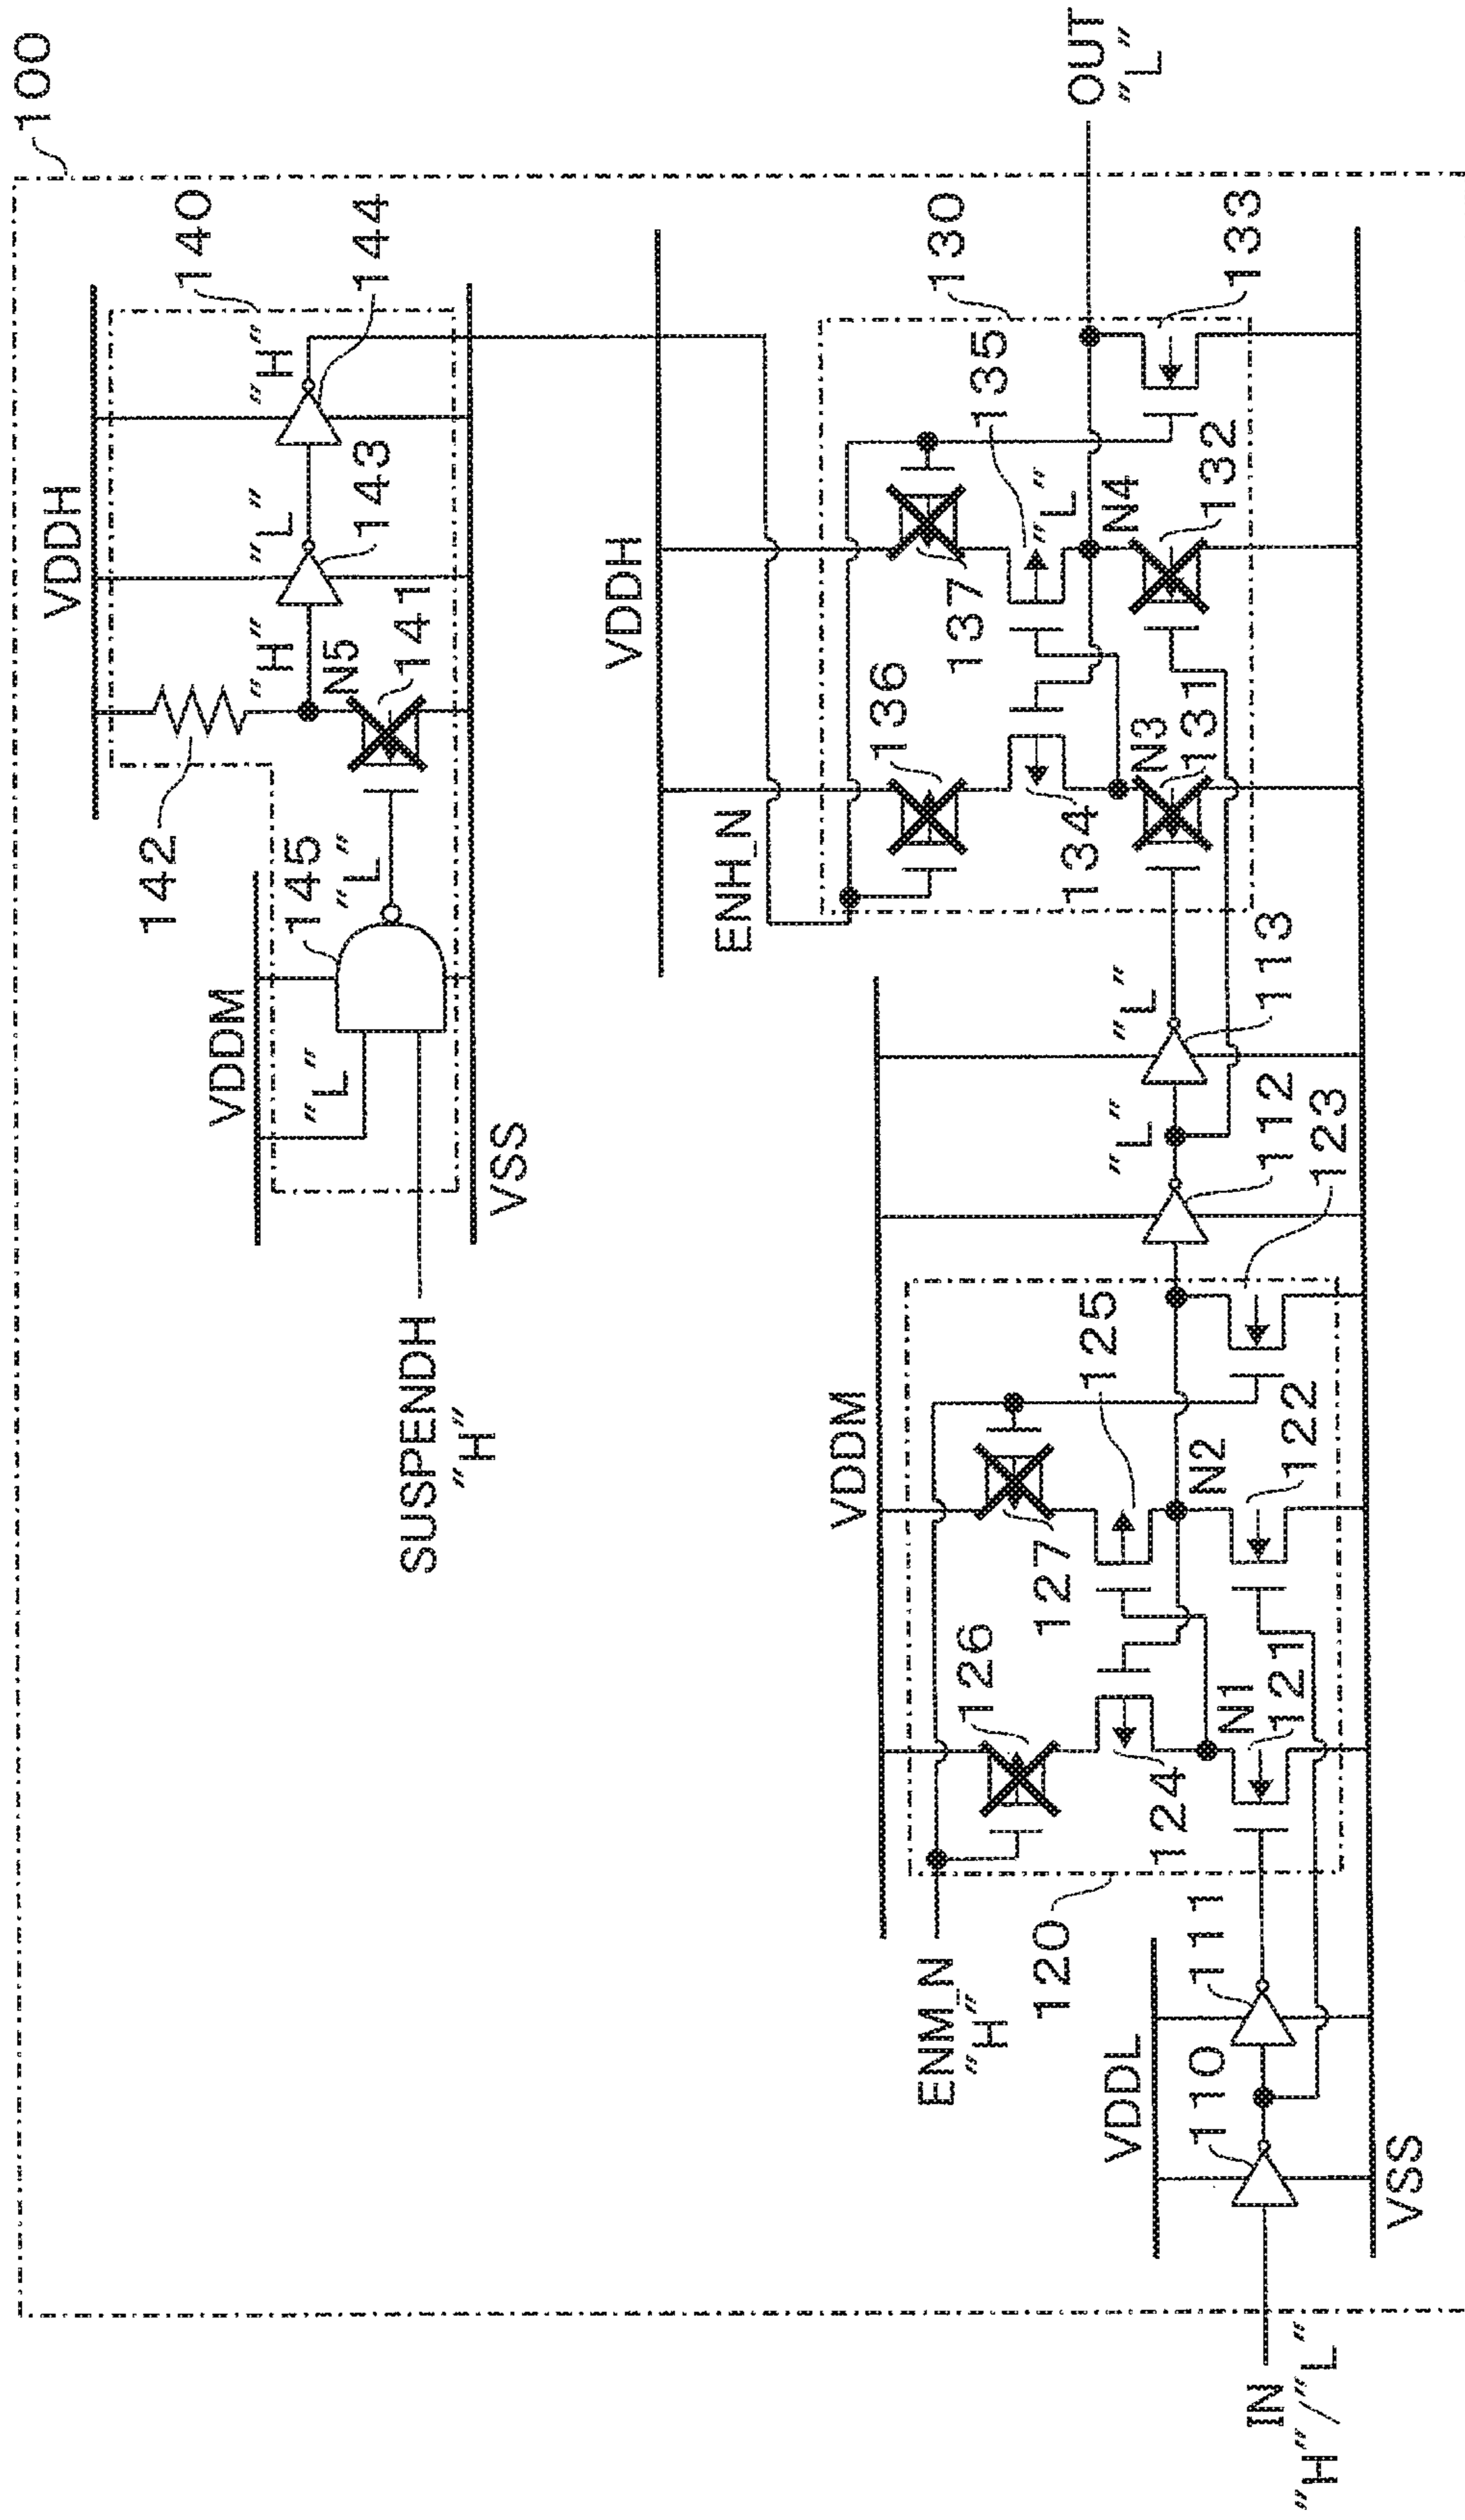 100
VDDH
140
144
"H"
"L"
143
"H"
N5
141
142
VDDM
145
"L"
"L"
SUSPENDH
"H"
VSS
VDDH
ENH_N
130
136
137
135
"L"
N4
134
N3
131
132
133
OUT
"L"
VDDM
"L"
"L"
113
112
123
ENM_N
"H"
120
126
127
125
124
N1
121
N2
122
VDDL
110
111
VSS
IN
"H"/"L"